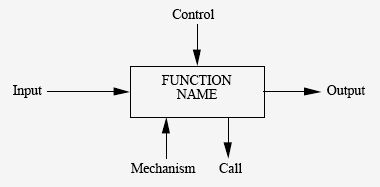 Control
Input
FUNCTION
NAME
Output
Mechanism
Call